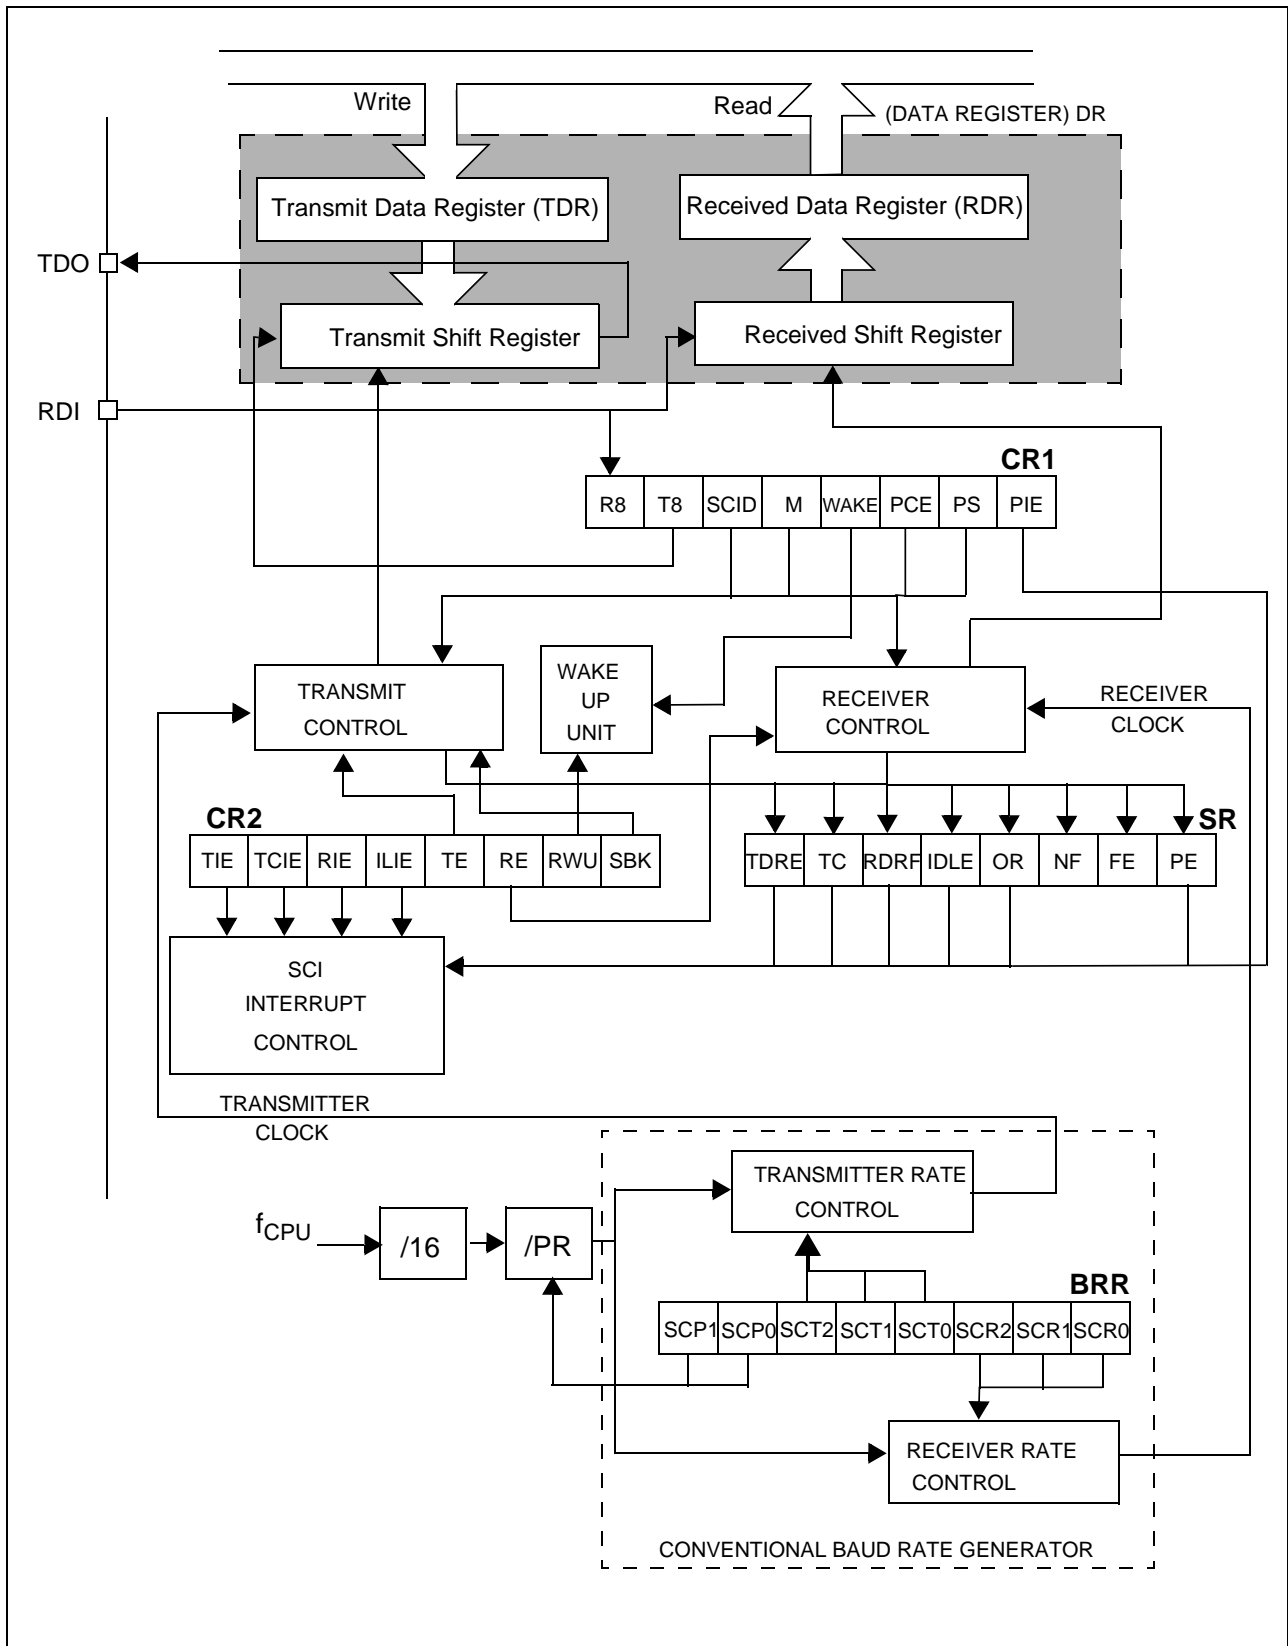 Write
Read
(DATA REGISTER) DR
Transmit Data Register (TDR)
Received Data Register (RDR)
TDO
Transmit Shift Register
Received Shift Register
RDI
CR1
R8 T8 SCID M WAKE PCE PS PIE
TRANSMIT
CONTROL
WAKE
UP
UNIT
RECEIVER
CONTROL
RECEIVER
CLOCK
CR2
TIE TCIE RIE ILIE TE RE RWU SBK
SR
TDRE TC RDRF IDLE OR NF FE PE
SCI
INTERRUPT
CONTROL
TRANSMITTER
CLOCK
TRANSMITTER RATE
CONTROL
fCPU
/16
/PR
BRR
SCP1 SCP0 SCT2 SCT1 SCT0 SCR2 SCR1 SCR0
RECEIVER RATE
CONTROL
CONVENTIONAL BAUD RATE GENERATOR